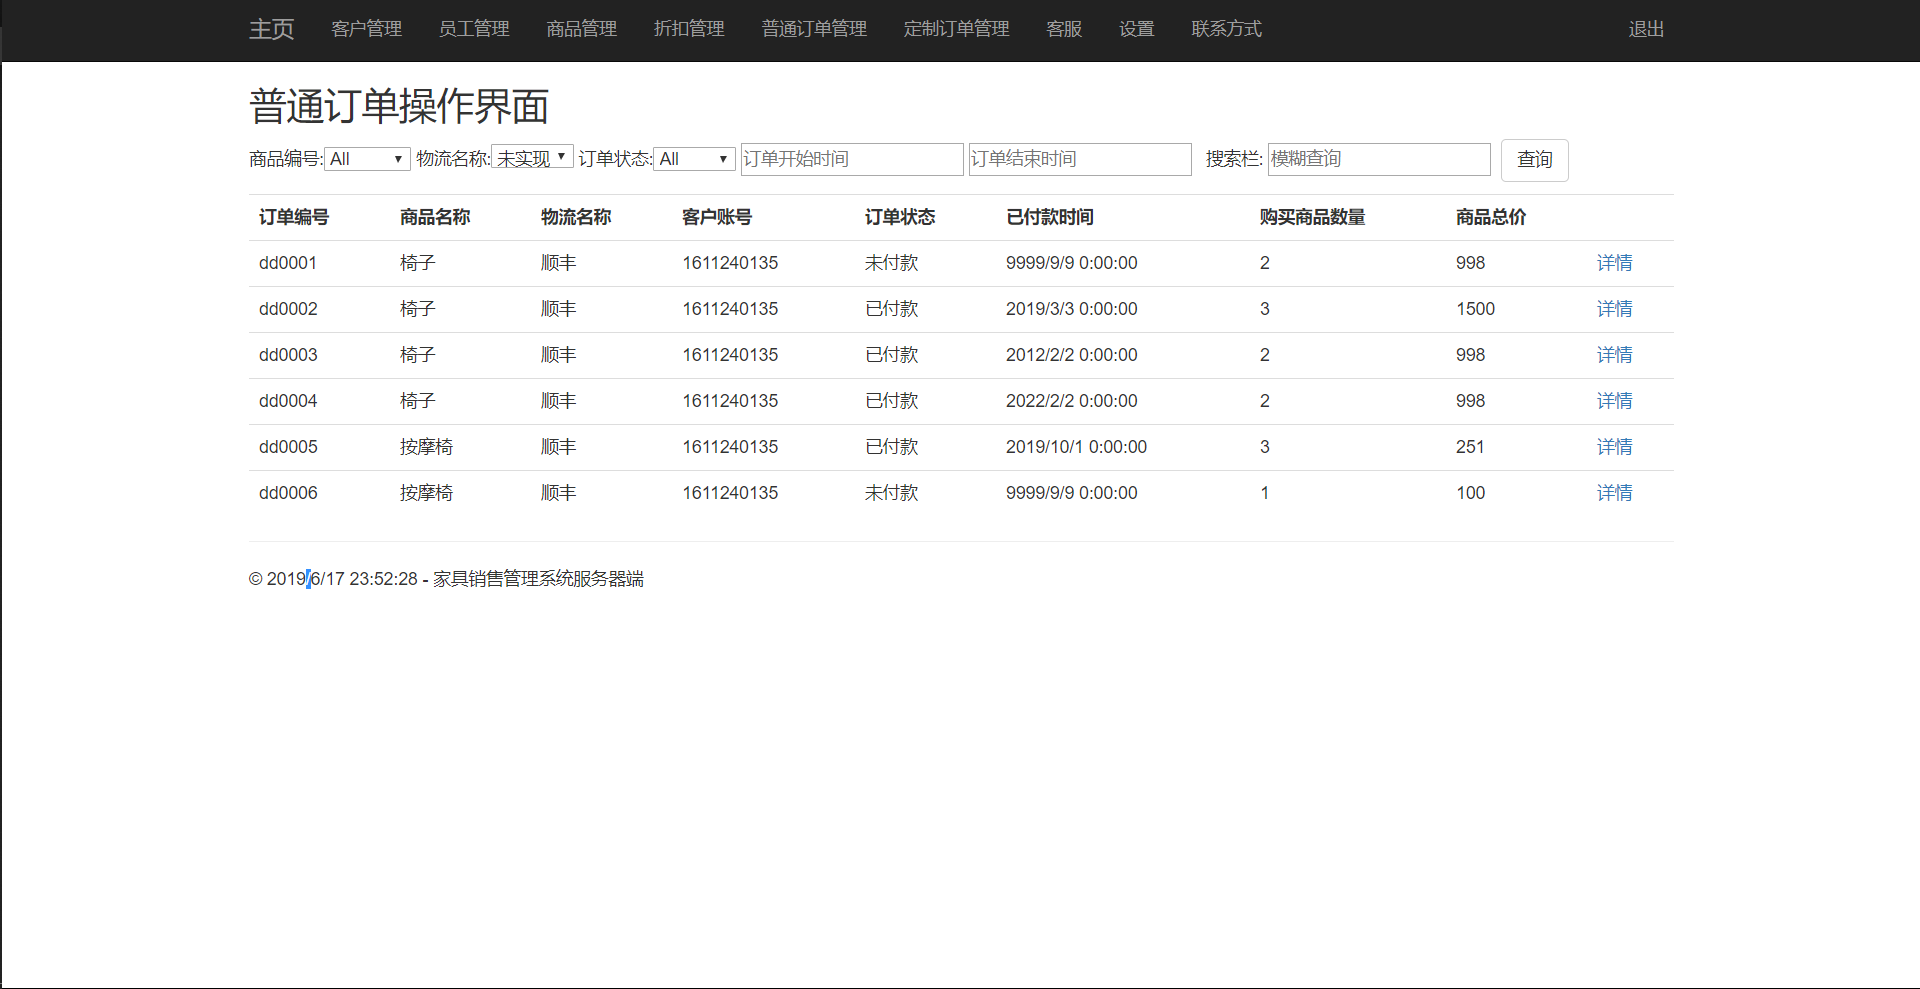 主页 客户管理 员工管理 商品管理 折扣管理 普通订单管理 定制订单管理 客服 设置 联系方式 退出
普通订单操作界面
商品编号: All 物流名称: 未实现 订单状态: All 订单开始时间 订单结束时间 搜索栏: 模糊查询 查询
订单编号 商品名称 物流名称 客户账号 订单状态 已付款时间 购买商品数量 商品总价
dd0001 椅子 顺丰 1611240135 未付款 9999/9/9 0:00:00 2 998 详情
dd0002 椅子 顺丰 1611240135 已付款 2019/3/3 0:00:00 3 1500 详情
dd0003 椅子 顺丰 1611240135 已付款 2012/2/2 0:00:00 2 998 详情
dd0004 椅子 顺丰 1611240135 已付款 2022/2/2 0:00:00 2 998 详情
dd0005 按摩椅 顺丰 1611240135 已付款 2019/10/1 0:00:00 3 251 详情
dd0006 按摩椅 顺丰 1611240135 未付款 9999/9/9 0:00:00 1 100 详情
© 2019/6/17 23:52:28 - 家具销售管理系统服务器端